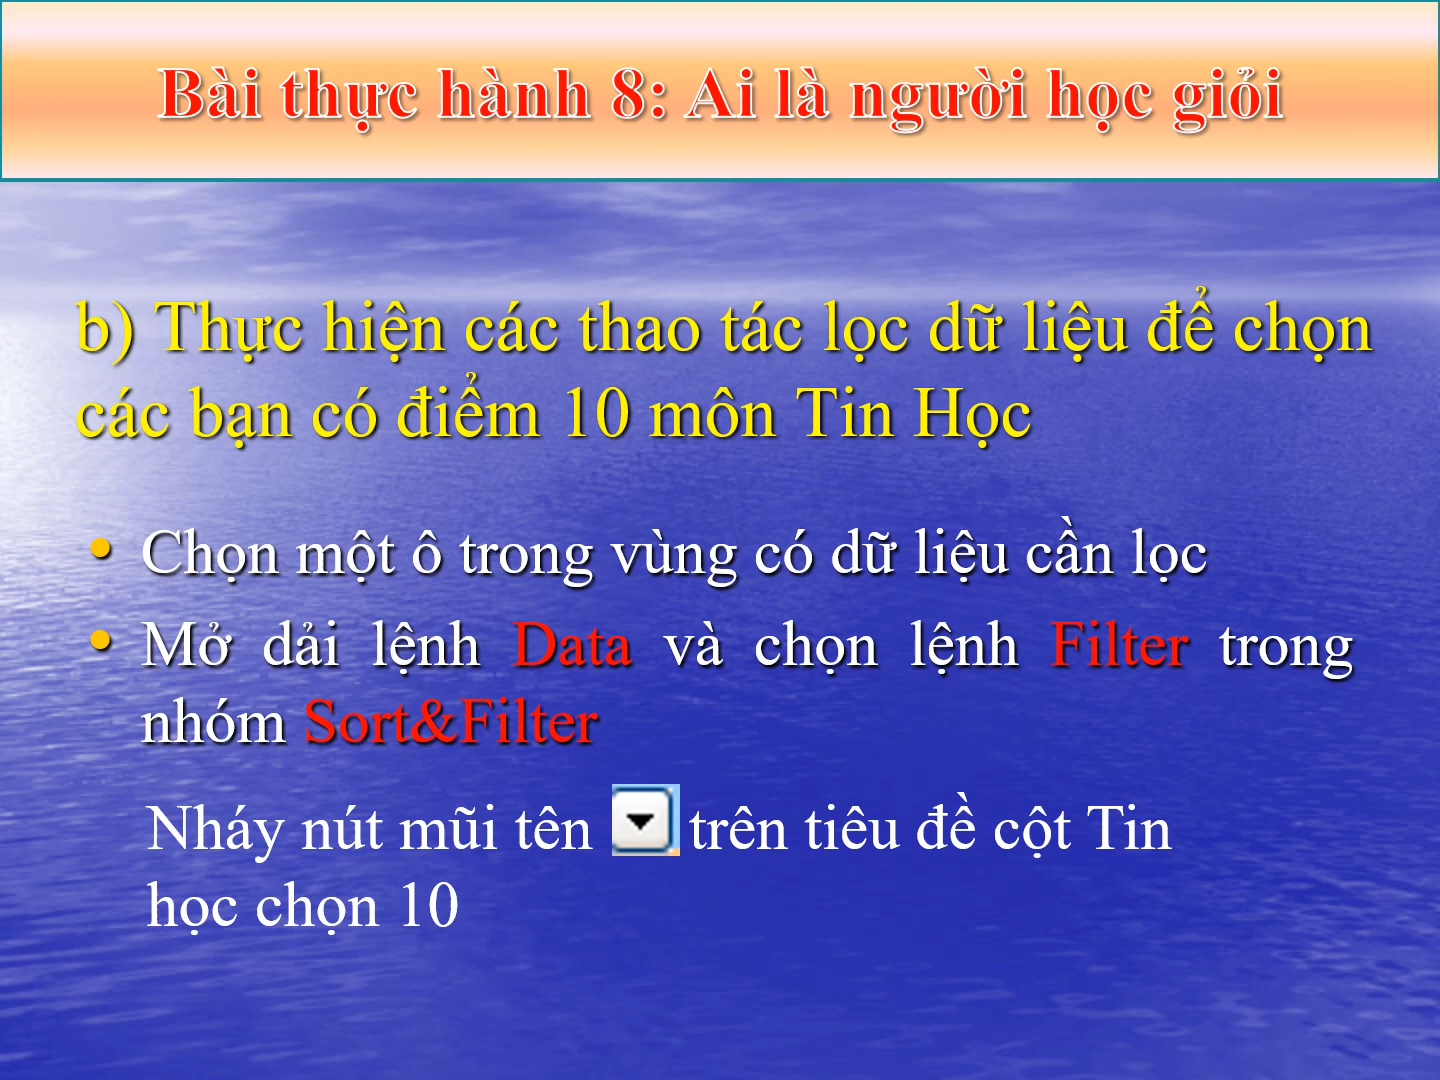 Bài thực hành 8: Ai là người học giỏi
b) Thực hiện các thao tác lọc dữ liệu để chọn
các bạn có điểm 10 môn Tin Học
• Chọn một ô trong vùng có dữ liệu cần lọc
• Mở dải lệnh Data và chọn lệnh Filter trong
nhóm Sort&Filter
Nháy nút mũi tên trên tiêu đề cột Tin
học chọn 10